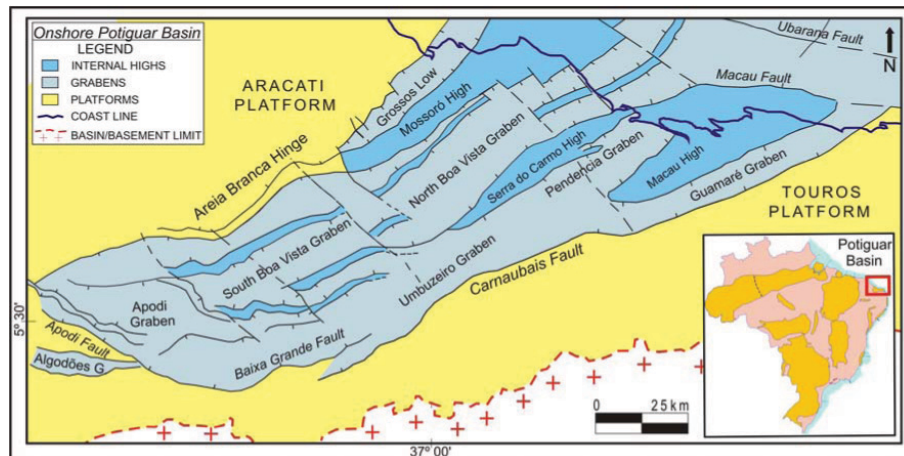 Onshore Potiguar Basin
LEGEND
INTERNAL HIGHS
GRABENS
PLATFORMS
COAST LINE
BASIN/BASEMENT LIMIT
ARACATI
PLATFORM
Grossos Low
Mossoró High
Ubarana Fault
N
Macau Fault
Areia Branca Hinge
North Boa Vista Graben
Serra do Carmo High
Pendencia Graben
Macau High
Guamaré Graben
TOUROS
PLATFORM
South Boa Vista Graben
Umbuzeiro Graben
Carnaubais Fault
Apodi
Graben
Apodi Fault
Algodões G.
Baixa Grande Fault
Potiguar
Basin
0 25km
5° 30'
37° 00'